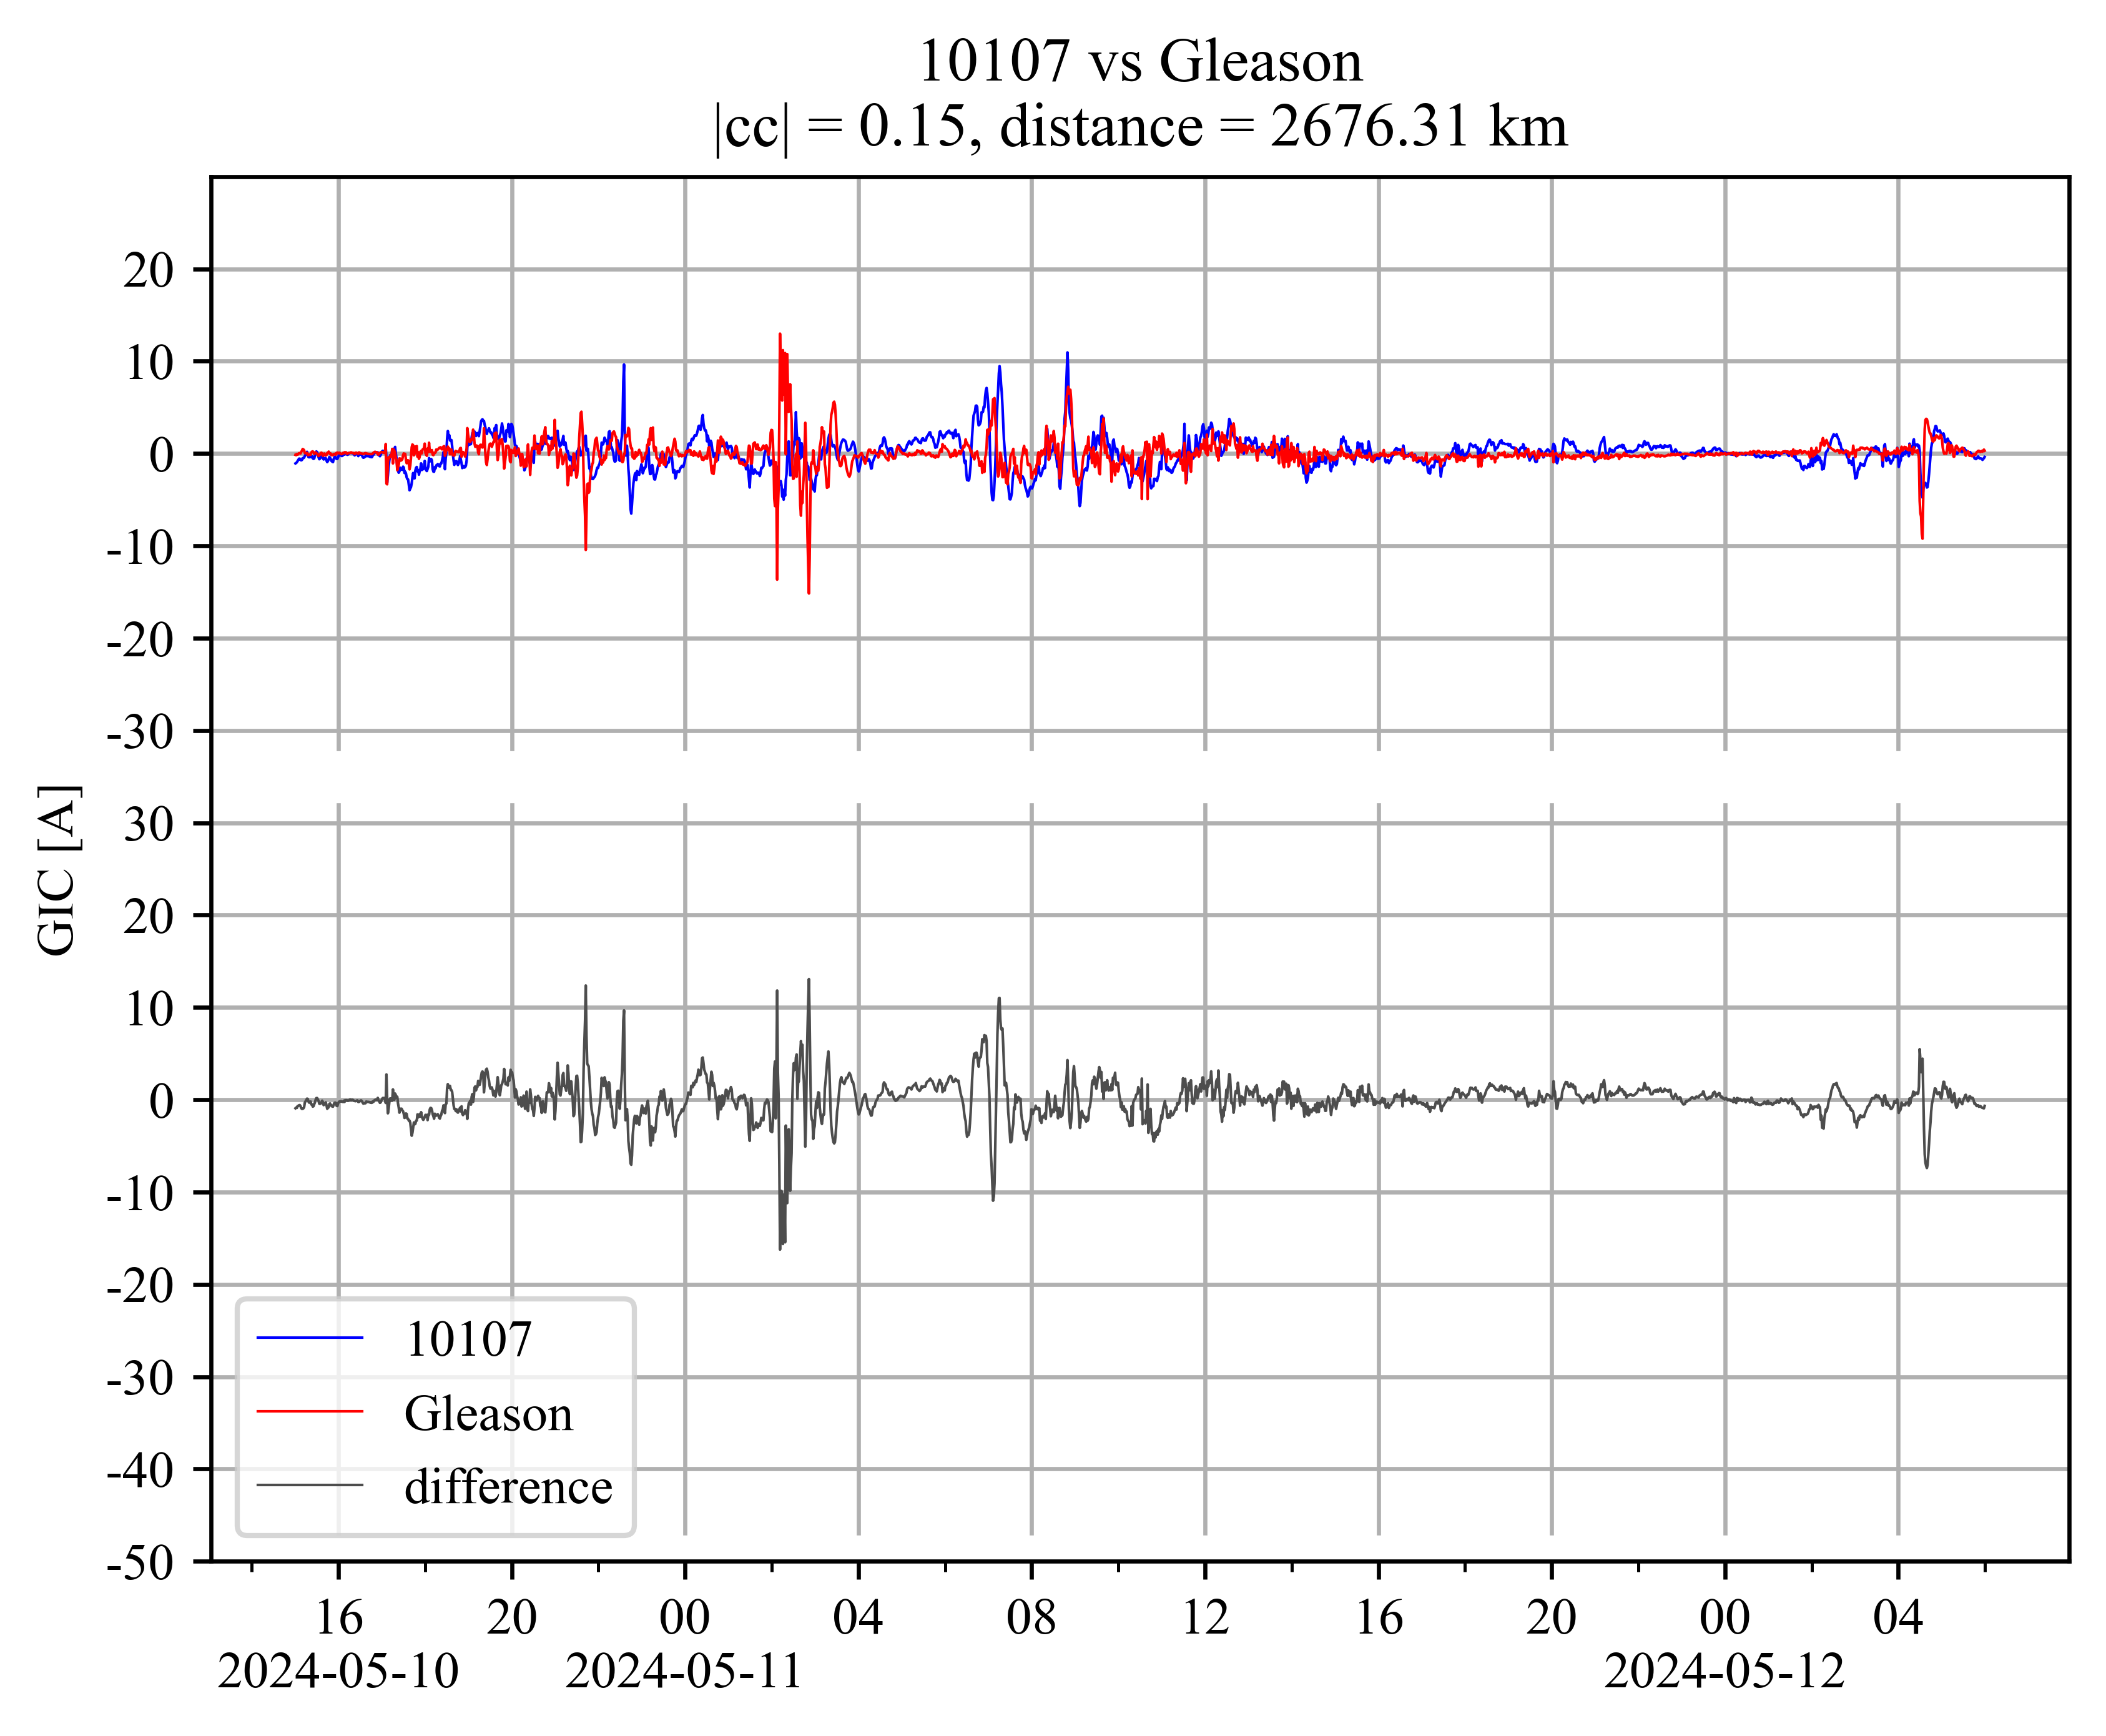 10107 vs Gleason
|cc| = 0.15, distance = 2676.31 km
20
10
0
-10
-20
-30
30
20
10
0
-10
-20
-30
-40
-50
GIC [A]
10107
Gleason
difference
16 20 00 04 08 12 16 20 00 04
2024-05-10 2024-05-11 2024-05-12